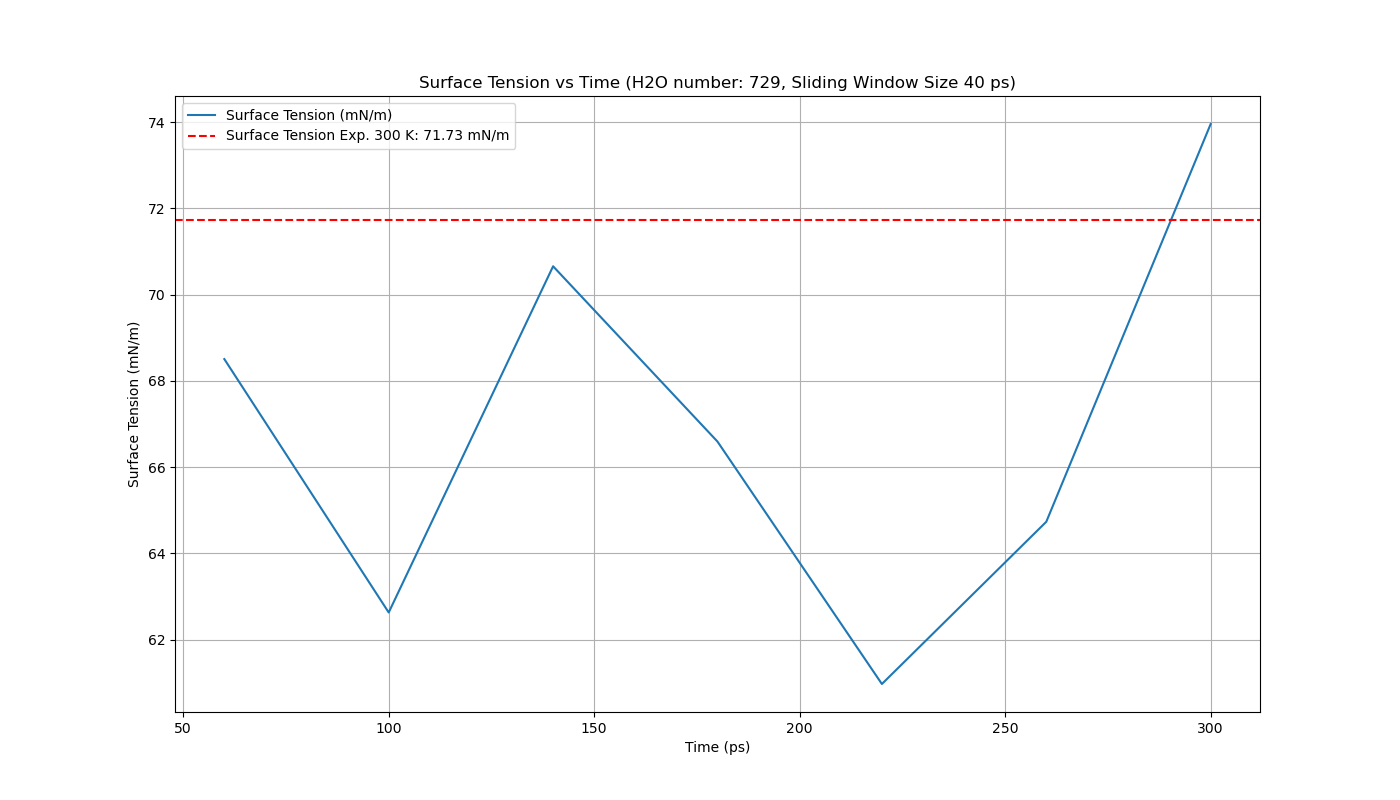 Surface Tension vs Time (H2O number: 729, Sliding Window Size 40 ps)
Surface Tension (mN/m)
Surface Tension Exp. 300 K: 71.73 mN/m
Surface Tension (mN/m)
74
72
70
68
66
64
62
50 100 150 200 250 300
Time (ps)